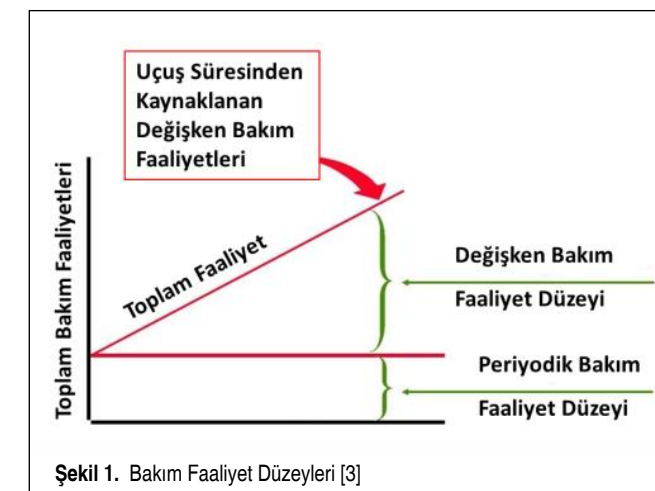 Uçuş Süresinden
Kaynaklanan
Değişken Bakım
Faaliyetleri
Toplam Bakım Faaliyetleri
Toplam Faaliyet
Değişken Bakım
Faaliyet Düzeyi
Periyodik Bakım
Faaliyet Düzeyi
Şekil 1. Bakım Faaliyet Düzeyleri [3]